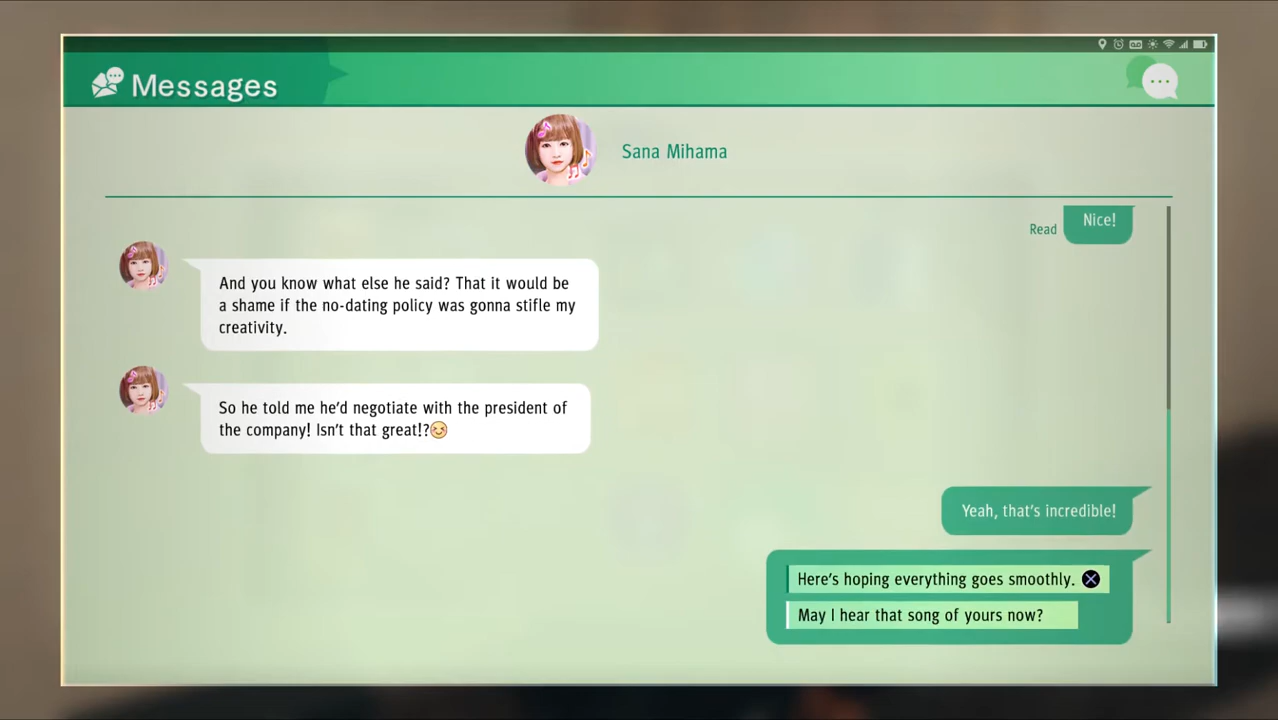 Messages
Sana Mihama
Nice!
Read
And you know what else he said? That it would be
a shame if the no-dating policy was gonna stifle my
creativity.
So he told me he'd negotiate with the president of
the company! Isn't that great!?😆
Yeah, that's incredible!
Here's hoping everything goes smoothly.
May I hear that song of yours now?